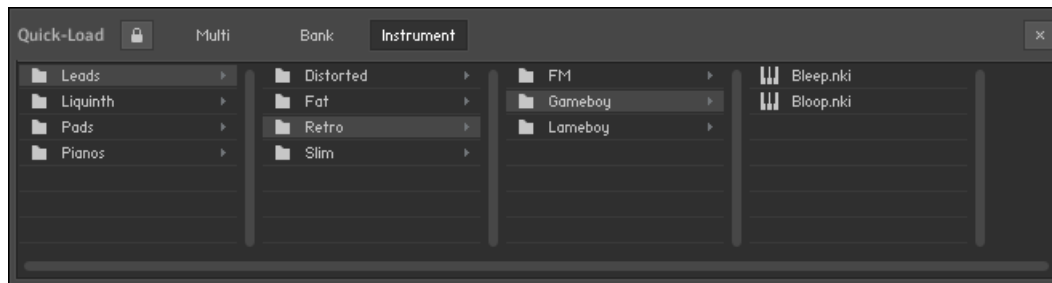 Quick-Load Multi Bank Instrument ×
Leads Distorted FM Bleep.nki
Liquinth Fat Gameboy Bloop.nki
Pads Retro Lameboy
Pianos Slim